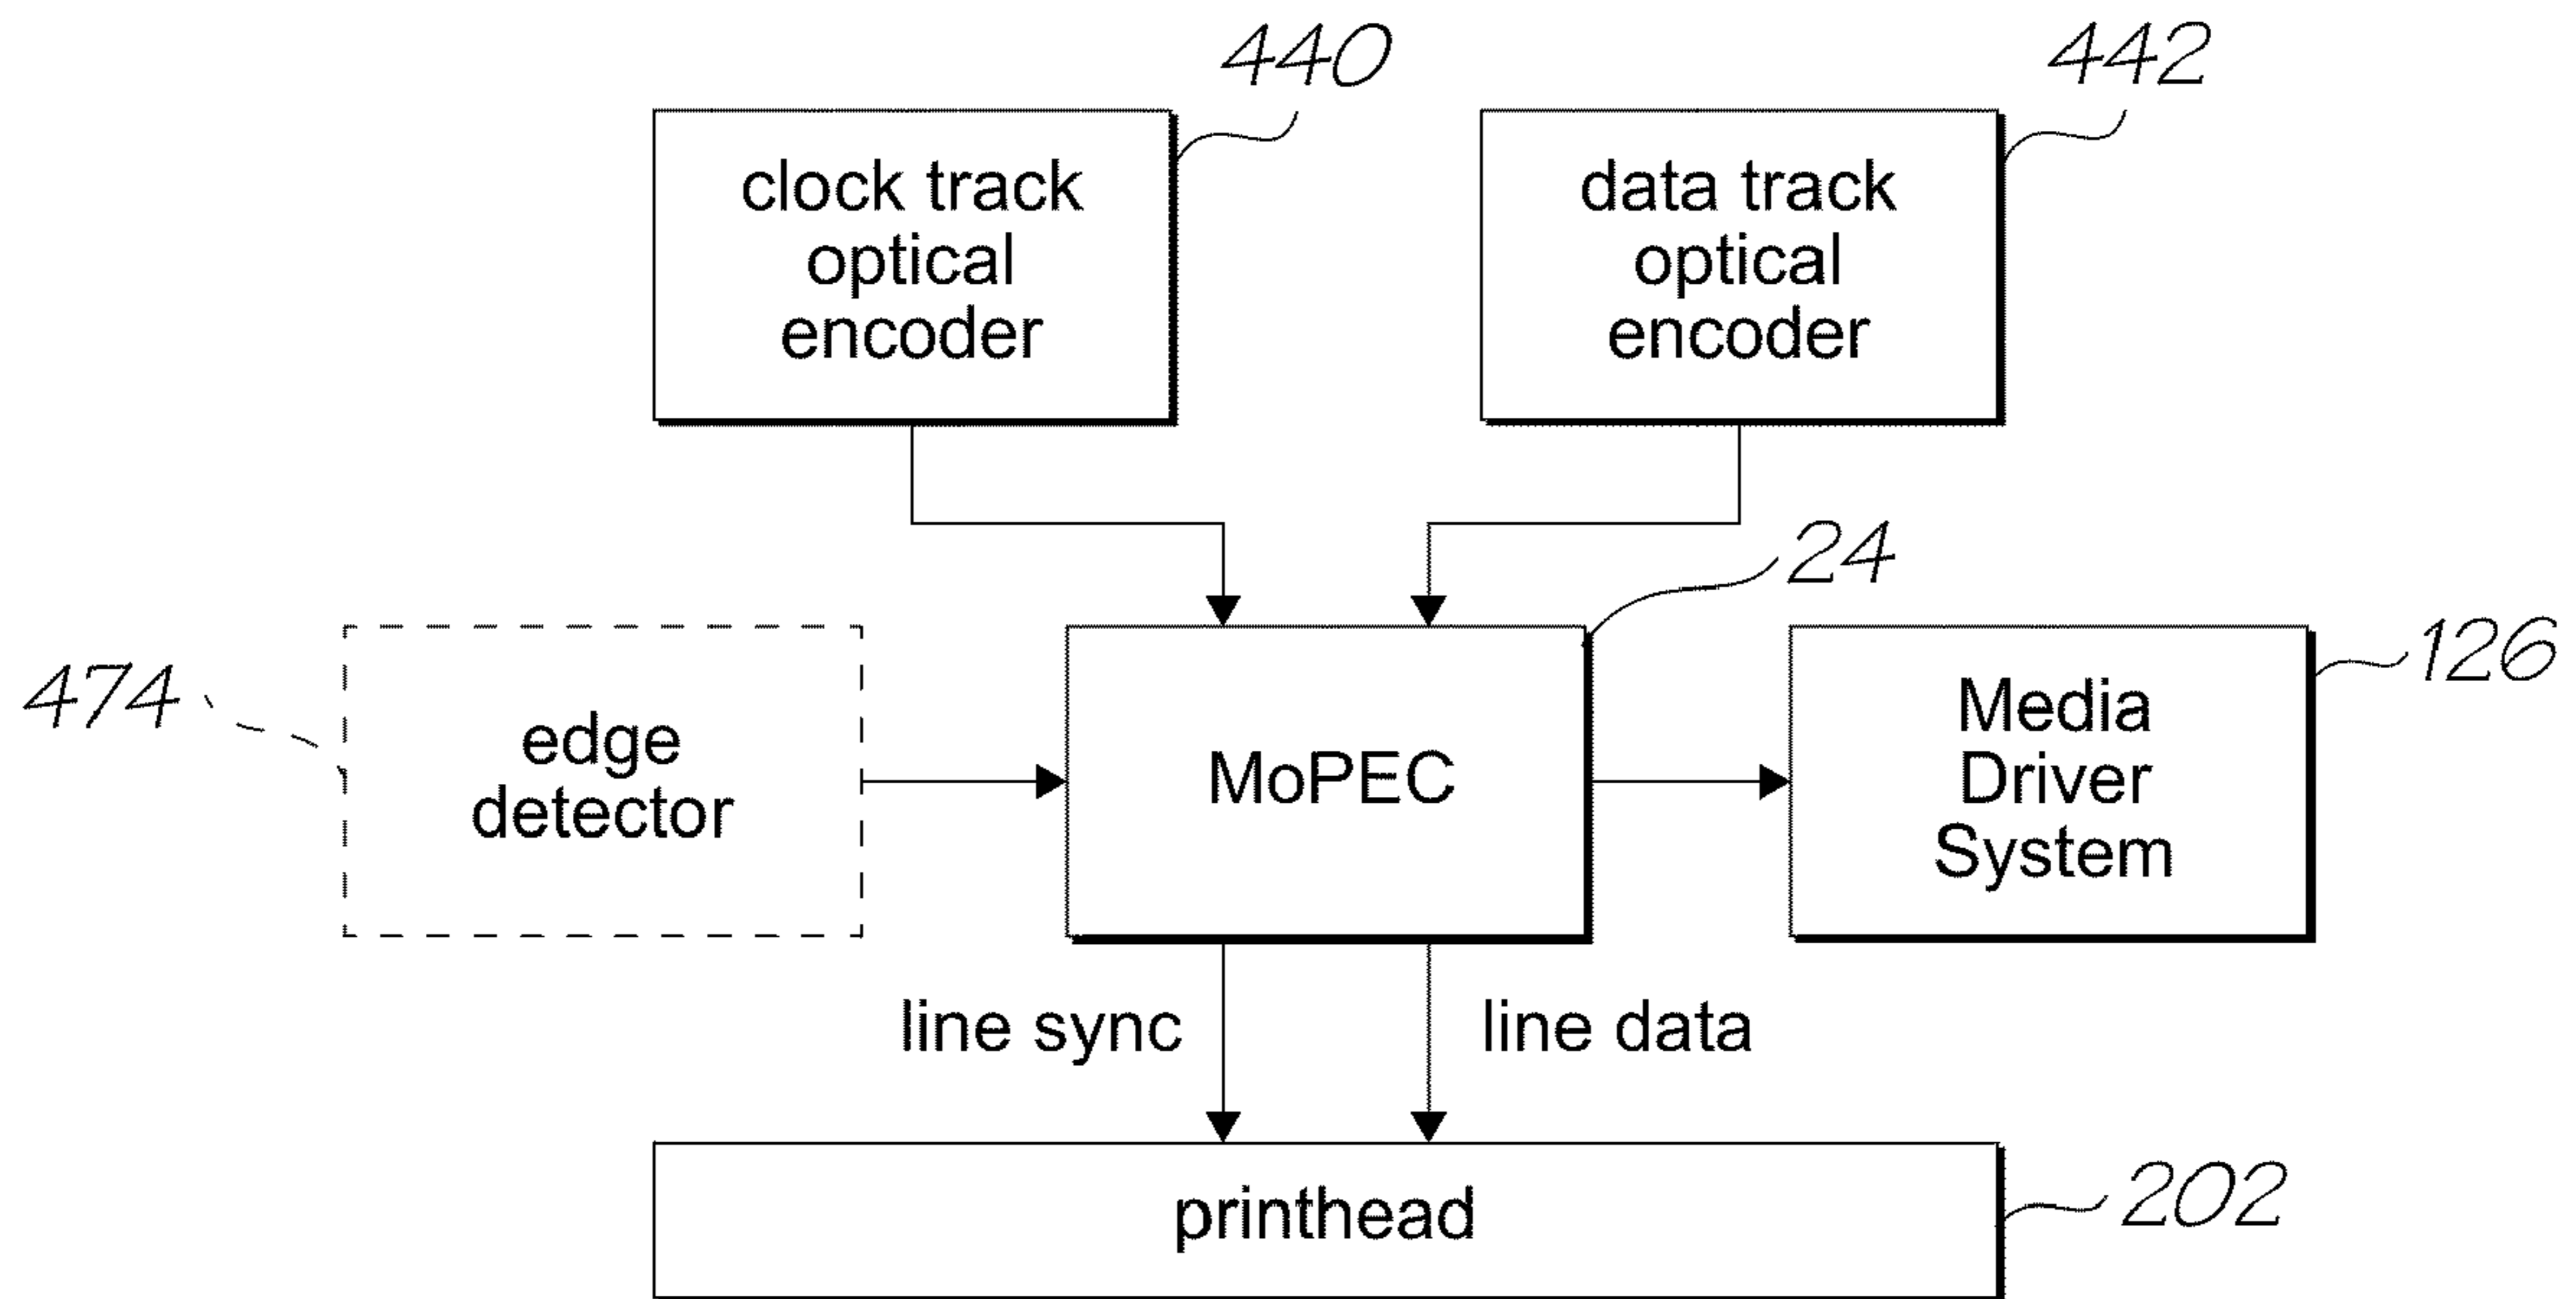 440
442
clock track
optical
encoder
data track
optical
encoder
24
126
474
edge
detector
MoPEC
Media
Driver
System
line sync
line data
printhead
202